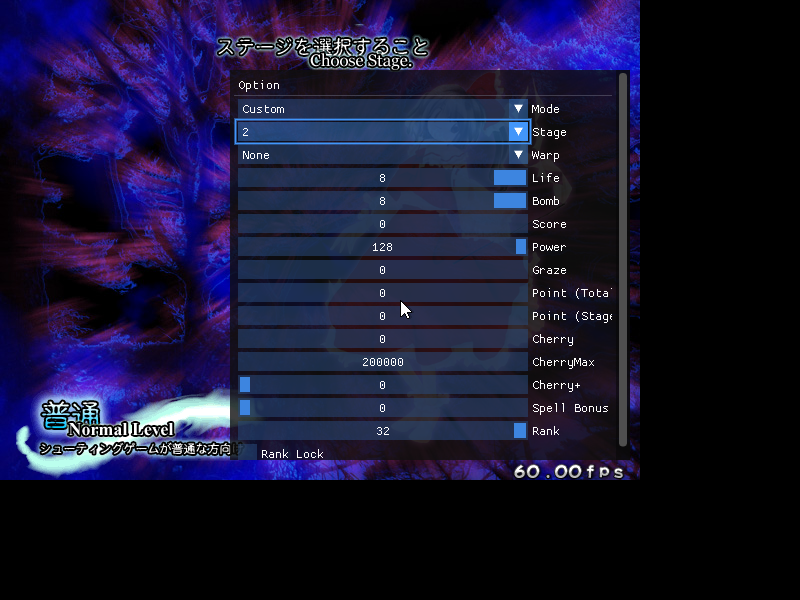 ステージを選択すること
Choose Stage.
Option
Custom Mode
2 Stage
None Warp
8 Life
8 Bomb
0 Score
128 Power
0 Graze
0 Point (Total
0 Point (Stage
0 Cherry
200000 CherryMax
0 Cherry+
0 Spell Bonus
32 Rank
Rank Lock
普通
Normal Level
シューティングゲームが普通な方向
60.00fps